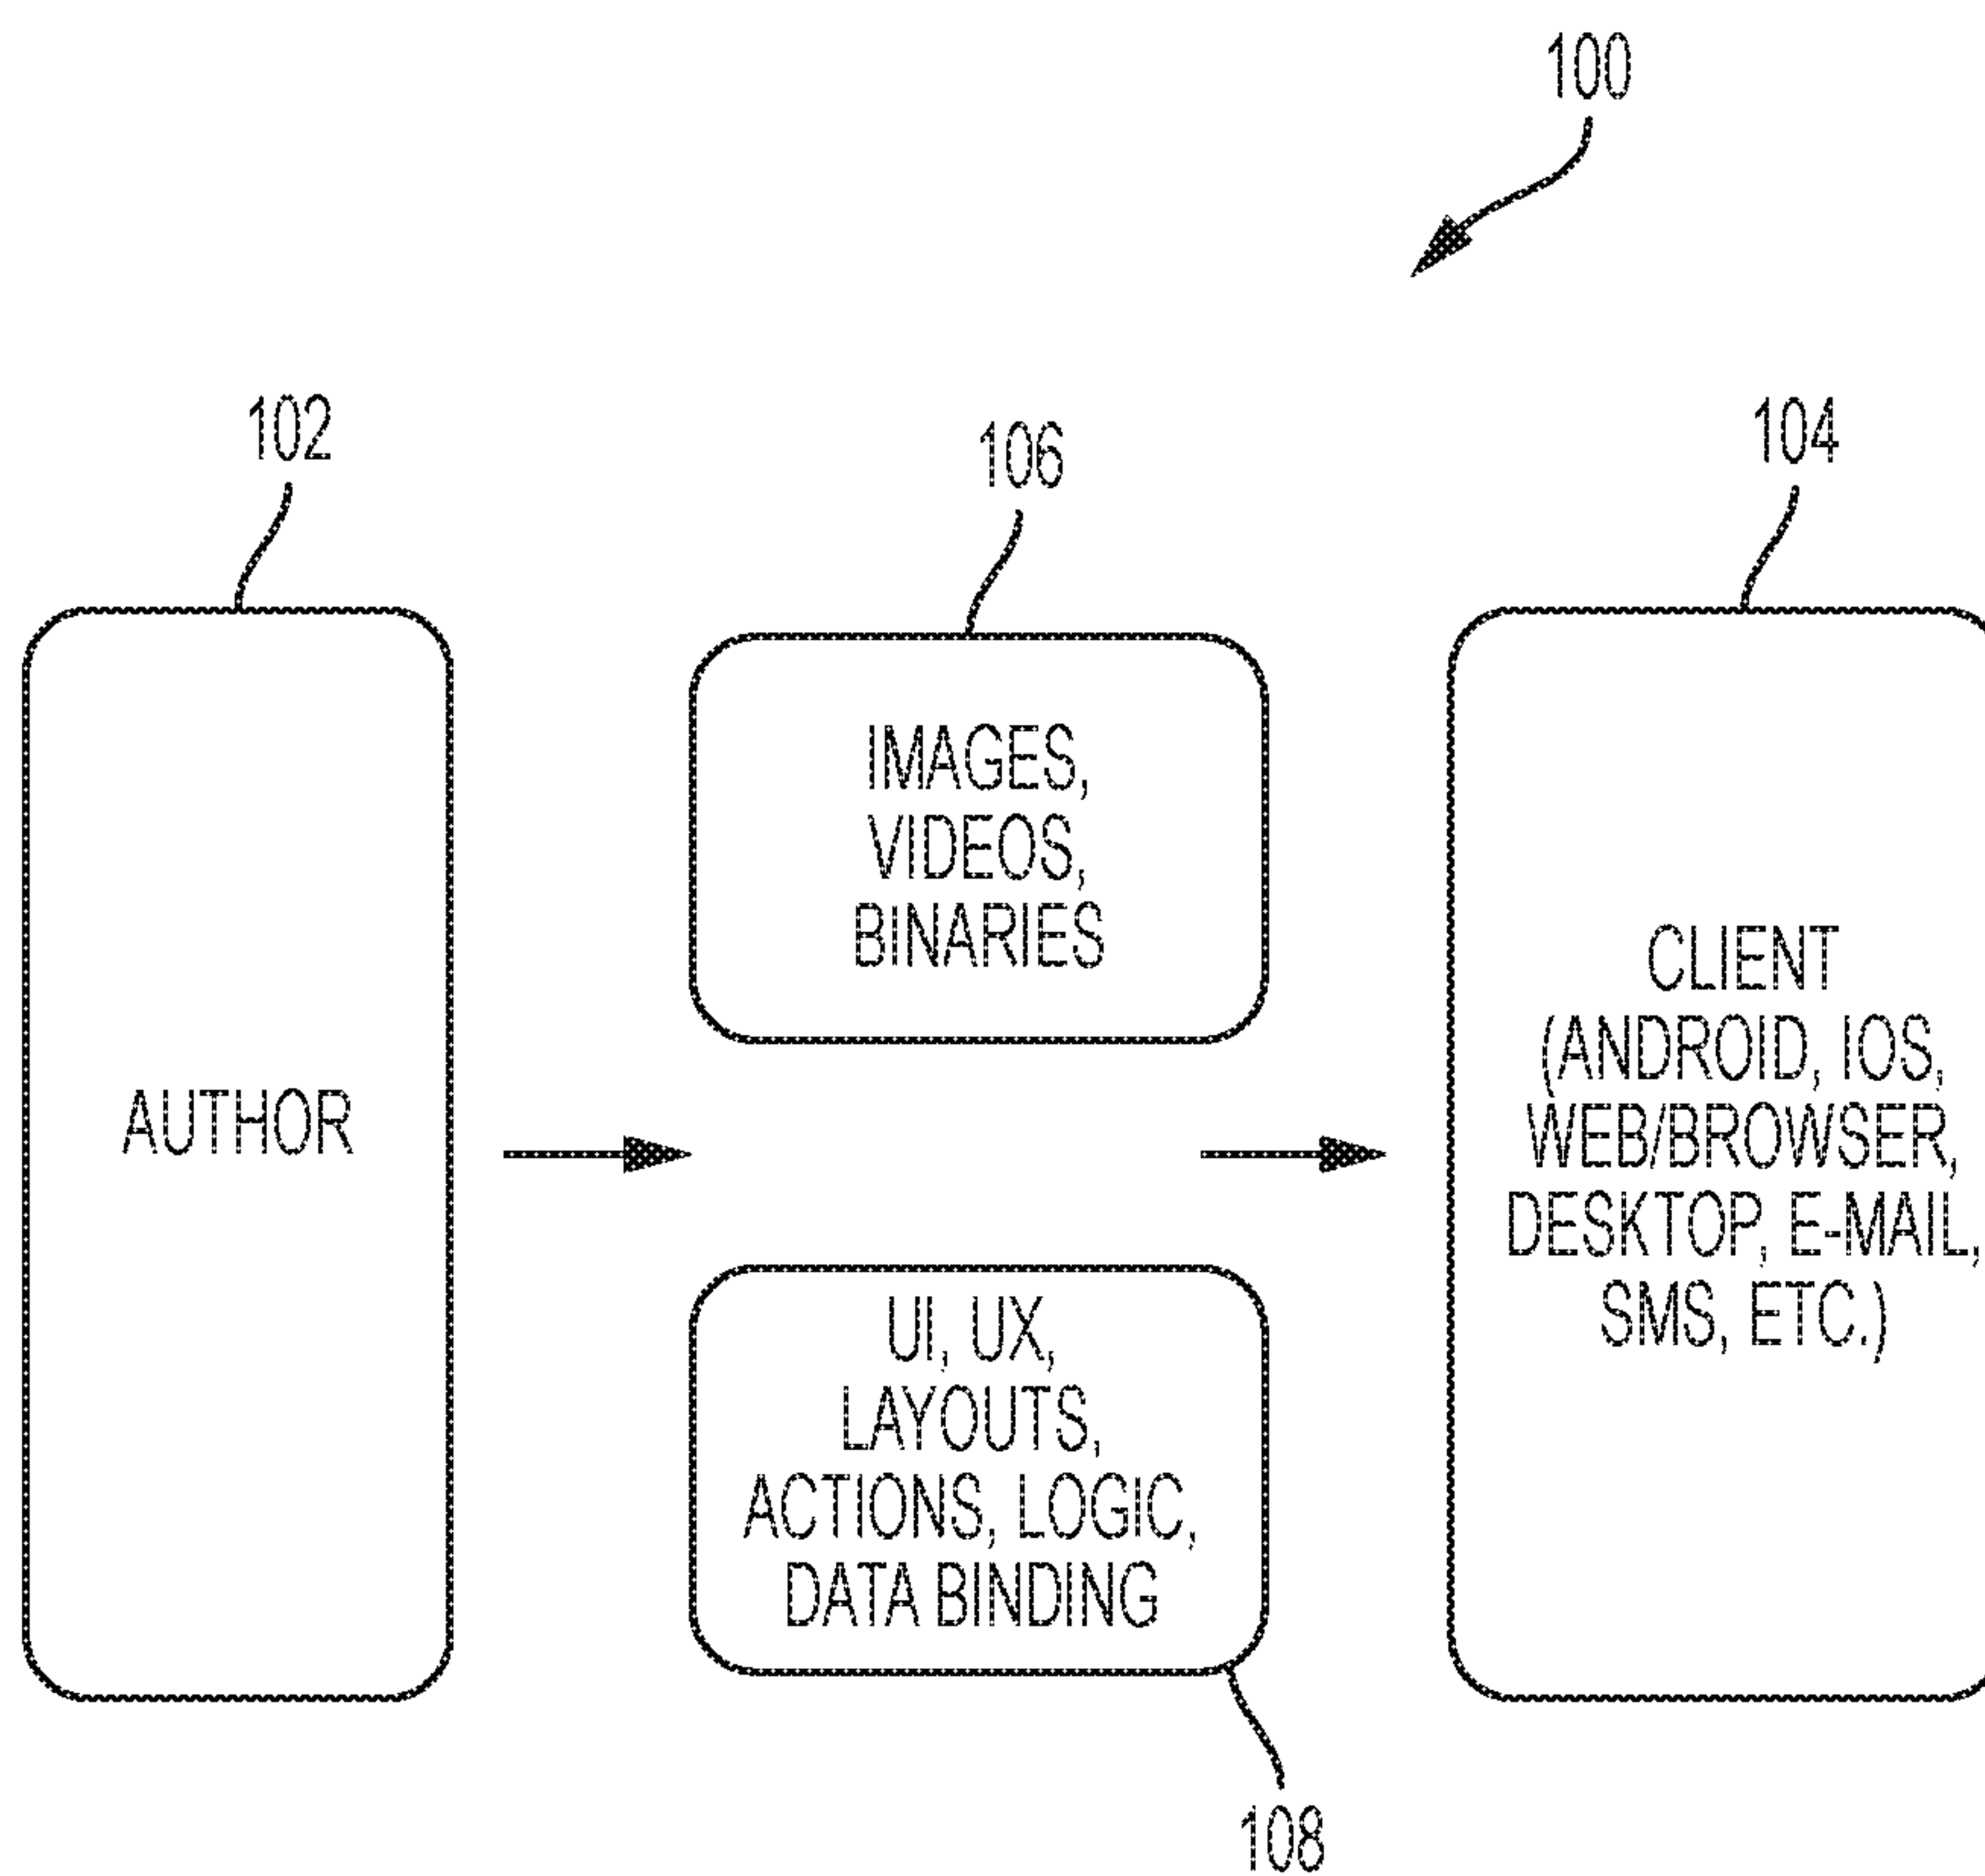 100
102
106
104
AUTHOR
IMAGES,
VIDEOS,
BINARIES
UI, UX,
LAYOUTS,
ACTIONS, LOGIC,
DATA BINDING
CLIENT
(ANDROID, IOS,
WEB/BROWSER,
DESKTOP, E-MAIL,
SMS, ETC.)
108